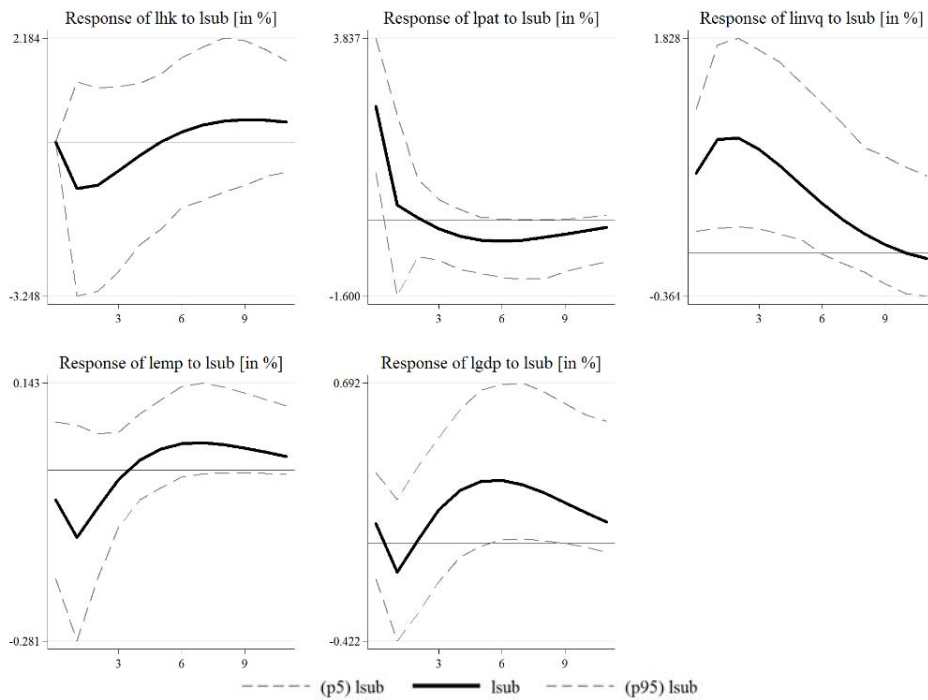 Response of lhk to lsub [in %]
2.184
-3.248
3 6 9
Response of lpat to lsub [in %]
3.837
-1.600
3 6 9
Response of linvq to lsub [in %]
1.828
-0.364
3 6 9
Response of lemp to lsub [in %]
0.143
-0.281
3 6 9
Response of lgdp to lsub [in %]
0.692
-0.422
3 6 9
(p5) lsub lsub (p95) lsub